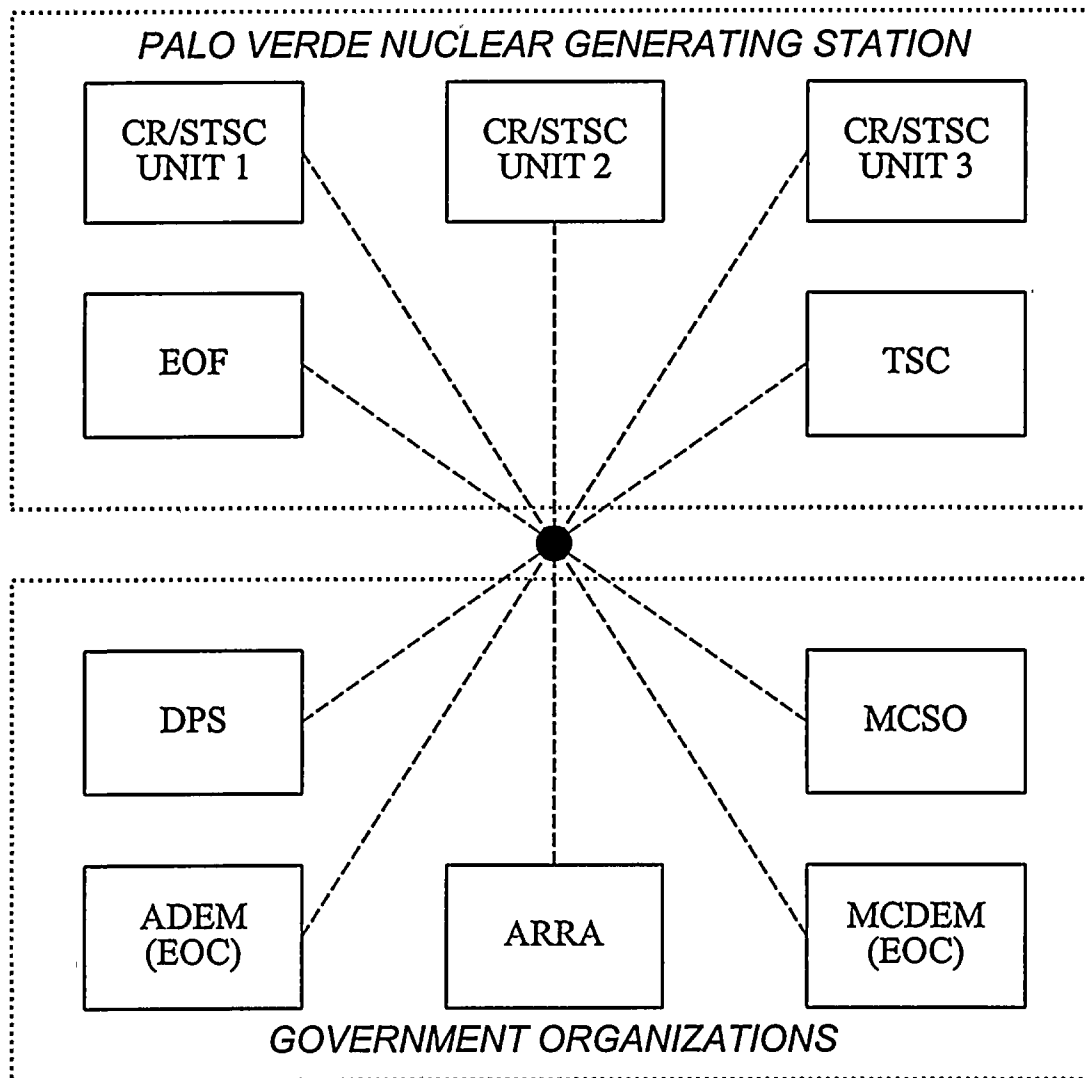 PALO VERDE NUCLEAR GENERATING STATION
CR/STSC
UNIT 1
CR/STSC
UNIT 2
CR/STSC
UNIT 3
EOF
TSC
DPS
MCSO
ADEM
(EOC)
ARRA
MCDEM
(EOC)
GOVERNMENT ORGANIZATIONS